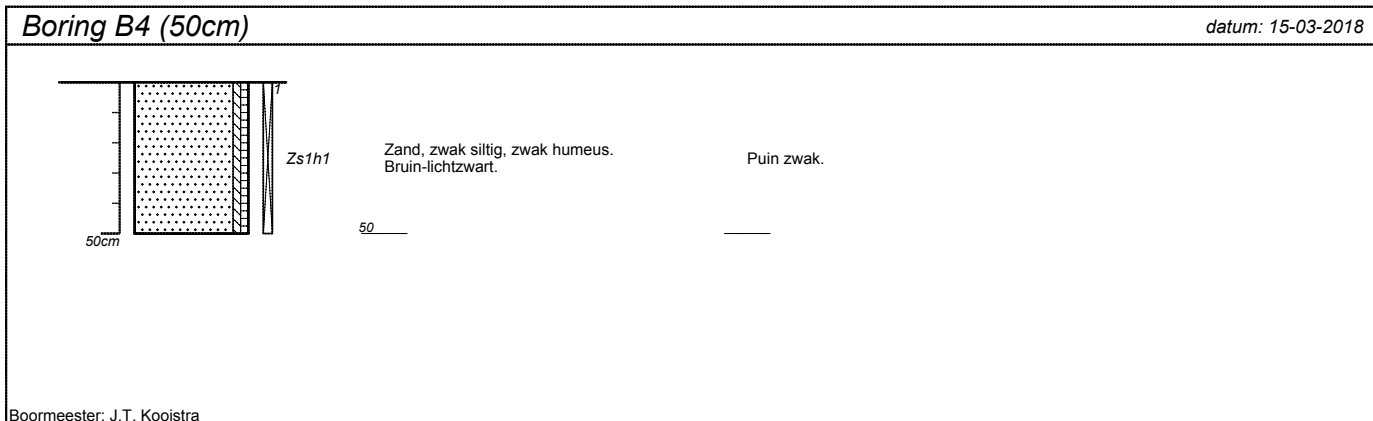 Boring B4 (50cm)
datum: 15-03-2018
1
Zs1h1
Zand, zwak siltig, zwak humeus.
Bruin-lichtzwart.
Puin zwak.
50
50cm
Boormeester: J.T. Kooistra